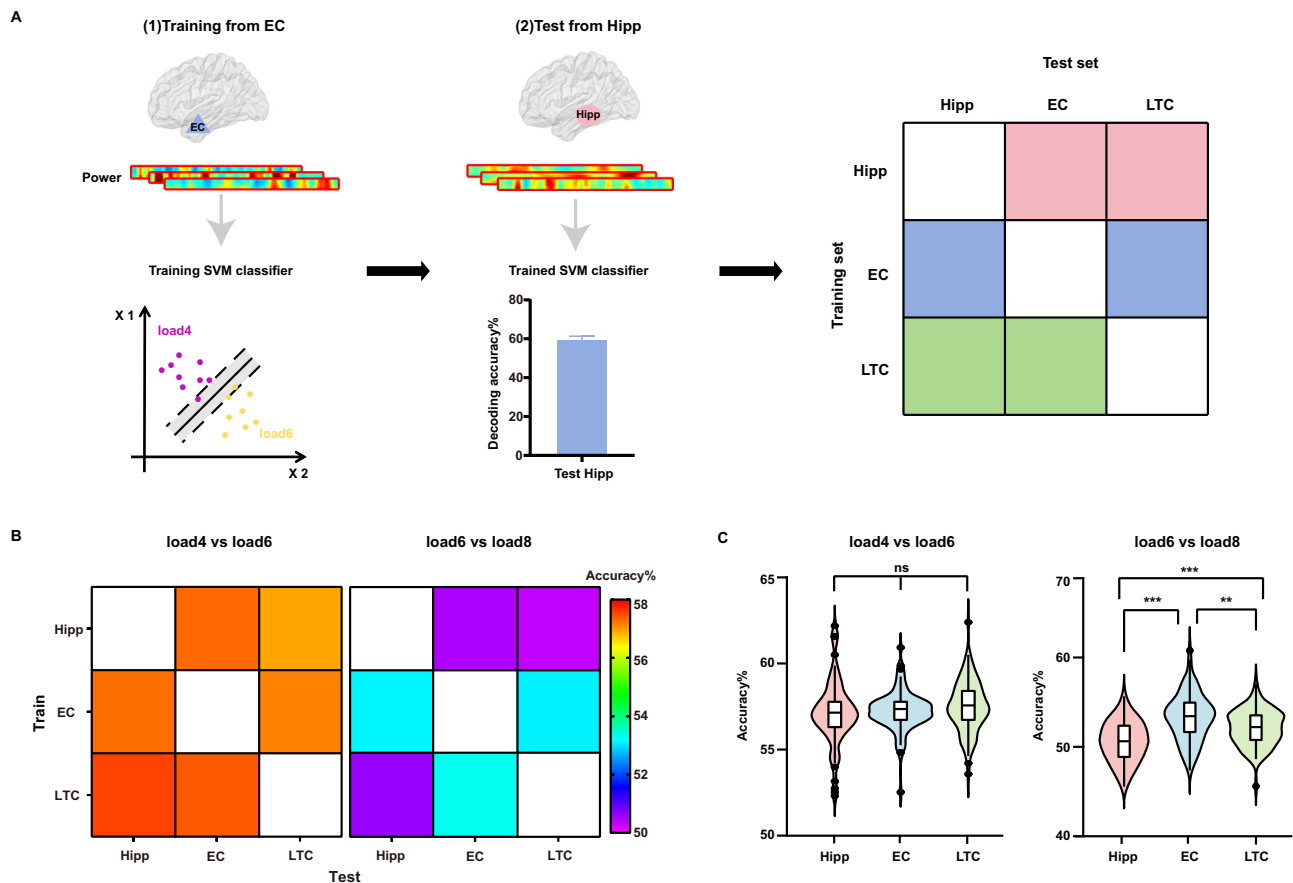 A
(1)Training from EC
(2)Test from Hipp
EC
Hipp
Power
Training SVM classifier
Trained SVM classifier
X 1
load4
load6
X 2
Decoding accuracy%
80
60
40
20
0
Test Hipp
Test set
Hipp
EC
LTC
Training set
Hipp
EC
LTC
B
load4 vs load6
load6 vs load8
Accuracy%
58
56
54
52
50
Train
Hipp
EC
LTC
Hipp
EC
LTC
Hipp
EC
LTC
Test
C
load4 vs load6
ns
Accuracy%
65
60
55
50
Hipp
EC
LTC
load6 vs load8
***
***
**
Accuracy%
70
60
50
40
Hipp
EC
LTC